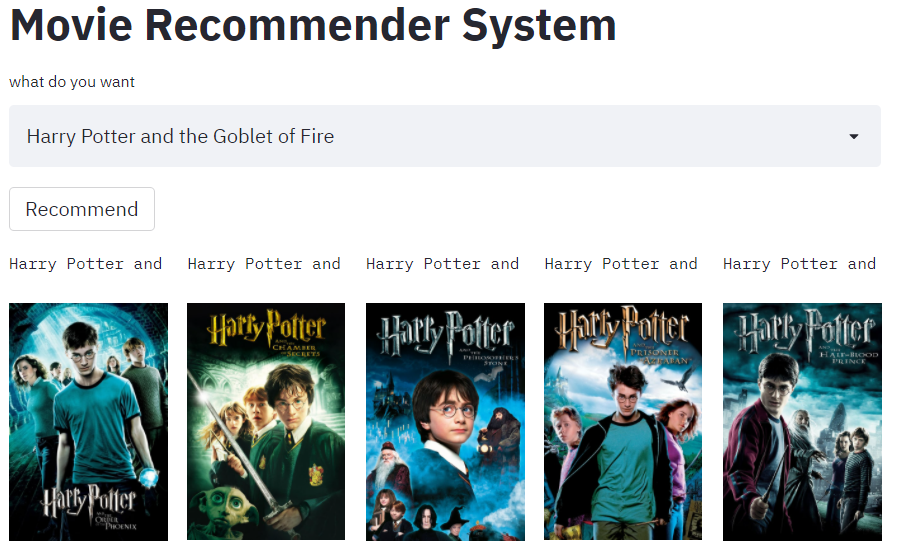 Movie Recommender System
what do you want
Harry Potter and the Goblet of Fire
Recommend
Harry Potter and
Harry Potter and
Harry Potter and
Harry Potter and
Harry Potter and
Harry Potter
AND THE
ORDER
OF THE PHOENIX
Harry Potter
AND THE
CHAMBER
OF SECRETS
Harry Potter
AND THE
PHILOSOPHER'S
STONE
Harry Potter
AND THE
PRISONER
OF AZKABAN
Harry Potter
AND THE
HALF-BLOOD
PRINCE